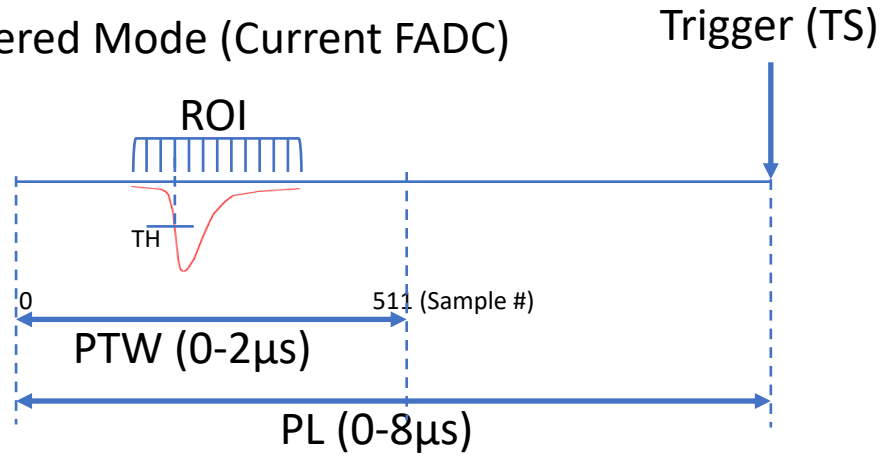 ered Mode (Current FADC)
Trigger (TS)
ROI
TH
0
511 (Sample #)
PTW (0-2µs)
PL (0-8µs)